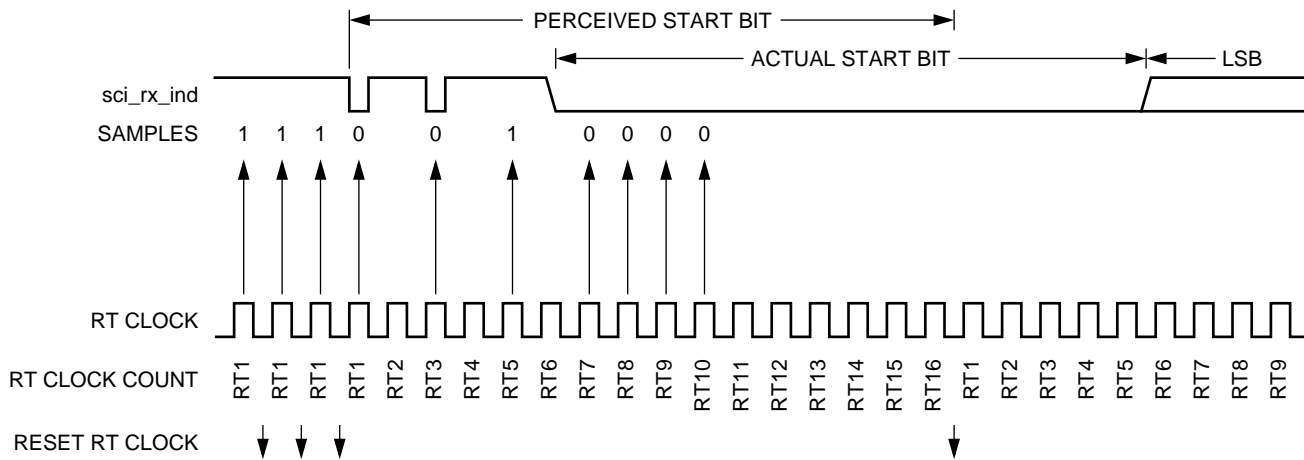 PERCEIVED START BIT
ACTUAL START BIT LSB
sci_rx_ind
SAMPLES 1 1 1 0 0 1 0 0 0 0
RT CLOCK
RT CLOCK COUNT RT1 RT1 RT1 RT1 RT2 RT3 RT4 RT5 RT6 RT7 RT8 RT9 RT10 RT11 RT12 RT13 RT14 RT15 RT16 RT1 RT2 RT3 RT4 RT5 RT6 RT7 RT8 RT9
RESET RT CLOCK